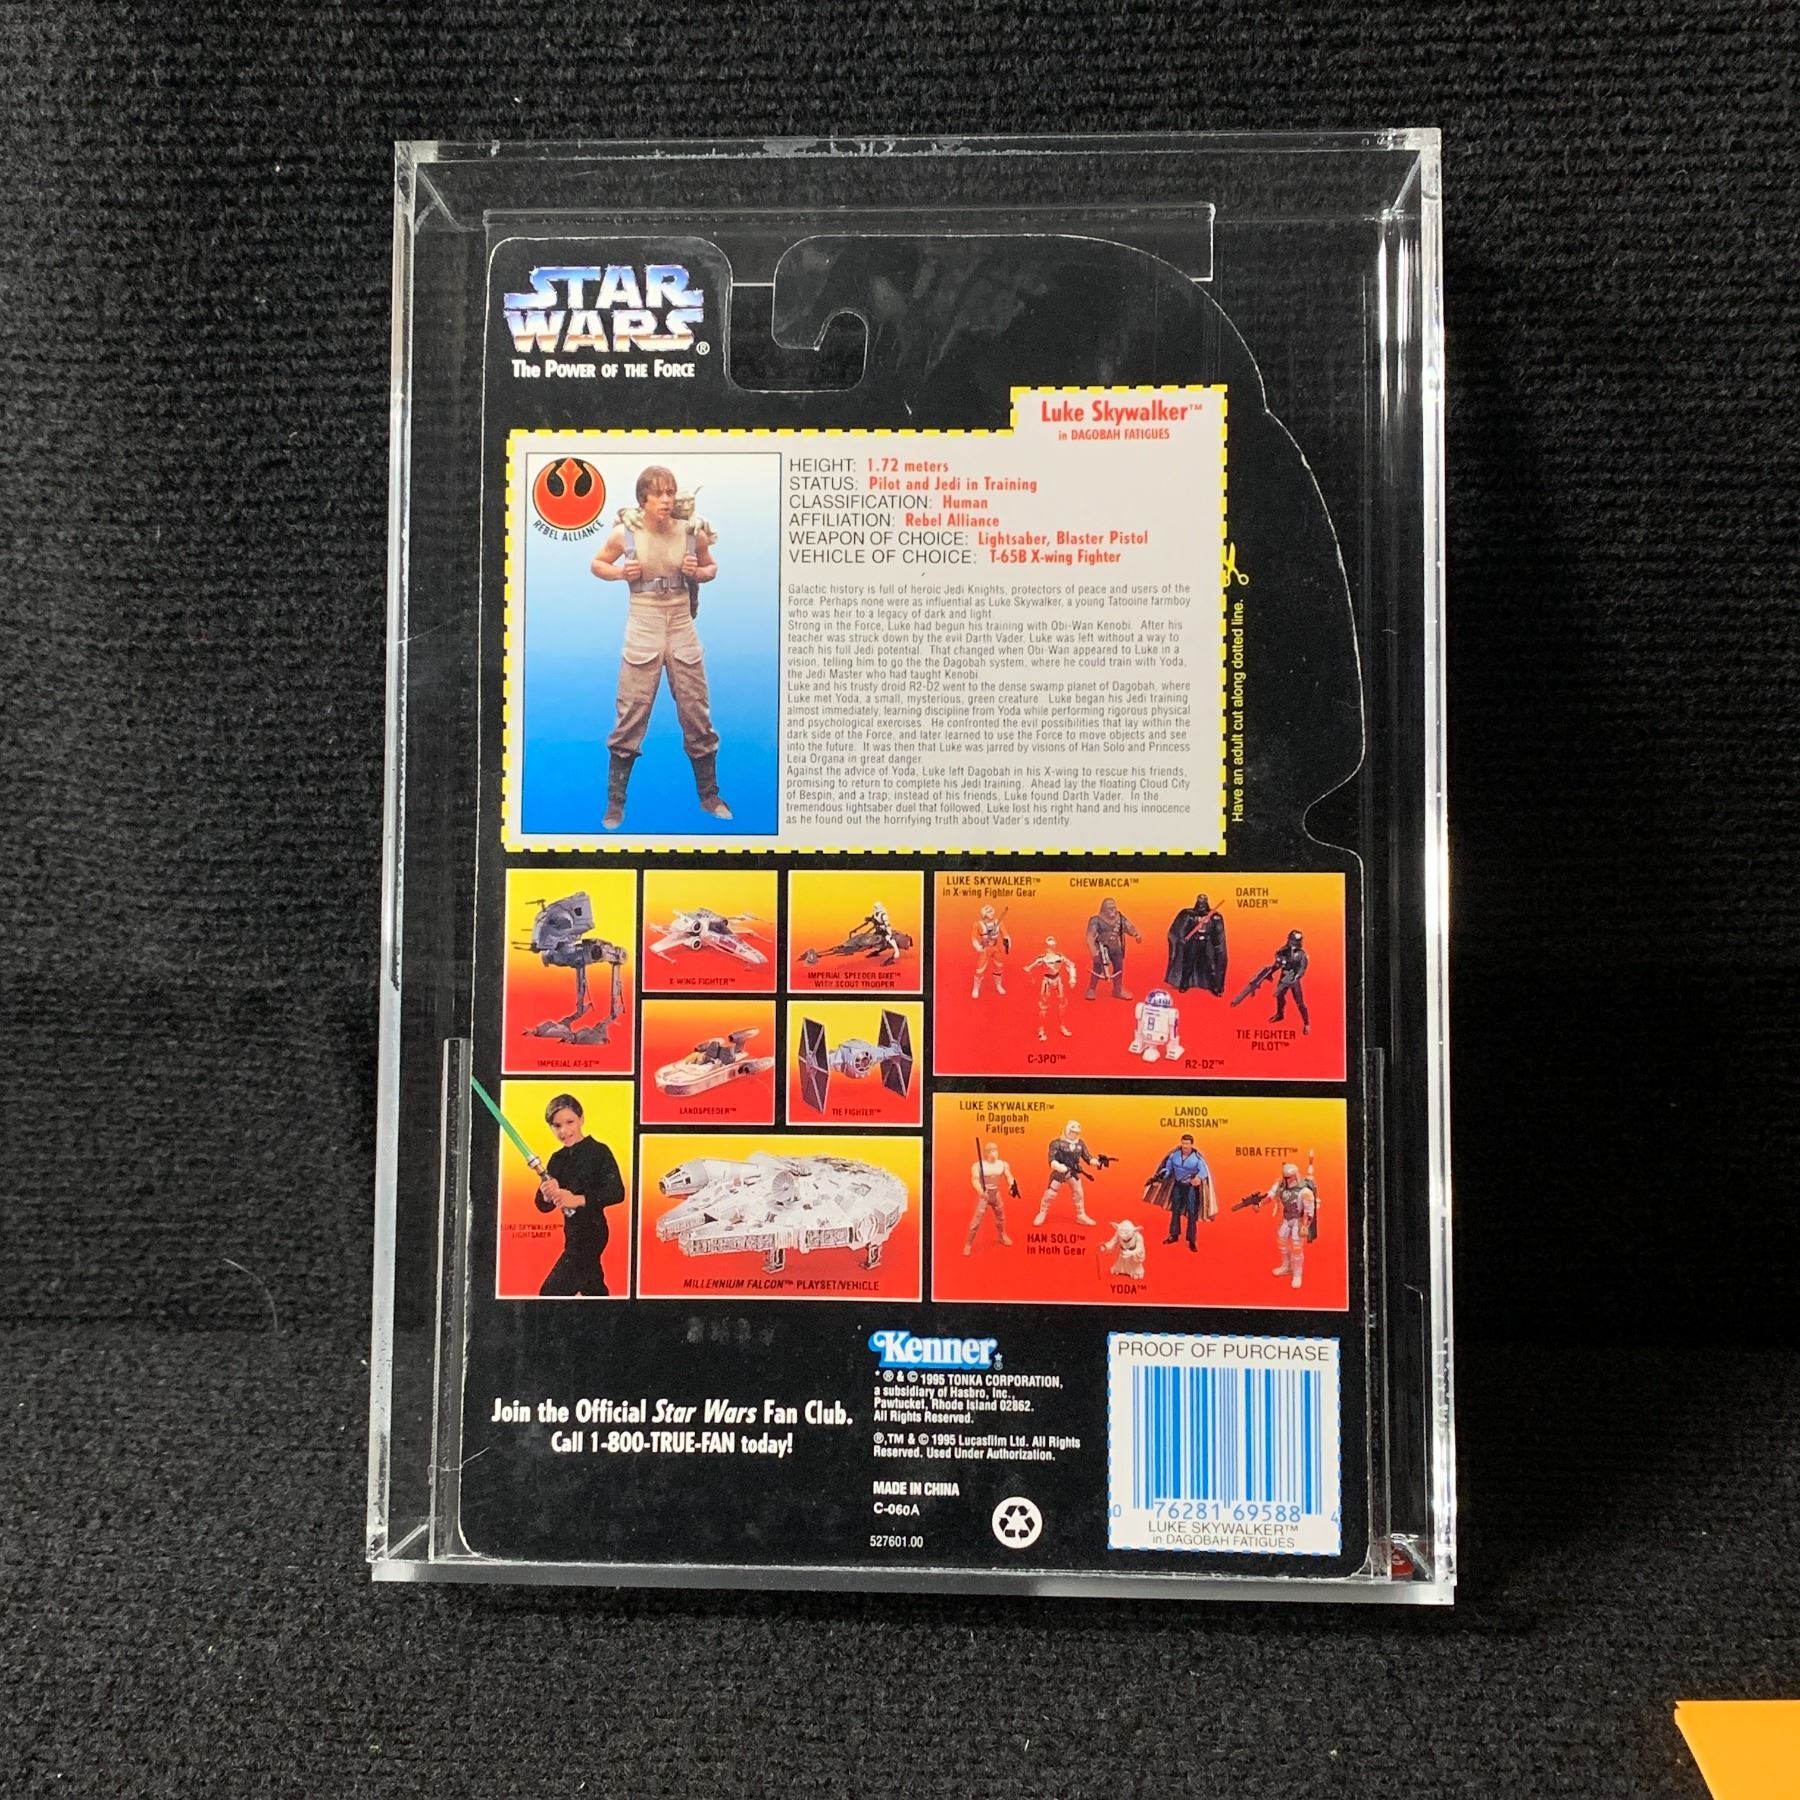 STAR
WARS®
The POWER OF THE FORCE
Luke Skywalker™
in DAGOBAH FATIGUES
REBEL ALLIANCE
HEIGHT: 1.72 meters
STATUS: Pilot and Jedi in Training
CLASSIFICATION: Human
AFFILIATION: Rebel Alliance
WEAPON OF CHOICE: Lightsaber, Blaster Pistol
VEHICLE OF CHOICE: T-65B X-wing Fighter
Galactic history is full of heroic Jedi Knights, protectors of peace and users of the
Force. Perhaps none were as influential as Luke Skywalker, a young Tatooine farmboy
who was heir to a legacy of dark and light.
Strong in the Force, Luke had begun his training with Obi-Wan Kenobi. After his
teacher was struck down by the evil Darth Vader, Luke was left without a way to
reach his full Jedi potential. That changed when Obi-Wan appeared to Luke in a
vision, telling him to go the the Dagobah system, where he could train with Yoda,
the Jedi Master who had taught Kenobi.
Luke and his trusty droid R2-D2 went to the dense swamp planet of Dagobah, where
Luke met Yoda, a small, mysterious, green creature. Luke began his Jedi training
almost immediately, learning discipline from Yoda while performing rigorous physical
and psychological exercises. He confronted the evil possibilities that lay within the
dark side of the Force, and later learned to use the Force to move objects and see
into the future. It was then that Luke was jarred by visions of Han Solo and Princess
Leia Organa in great danger.
Against the advice of Yoda, Luke left Dagobah in his X-wing to rescue his friends,
promising to return to complete his Jedi training. Ahead lay the floating Cloud City
of Bespin, and a trap; instead of his friends, Luke found Darth Vader. In the
tremendous lightsaber duel that followed, Luke lost his right hand and his innocence
as he found out the horrifying truth about Vader's identity.
Have an adult cut along dotted line.
IMPERIAL AT-ST™
X-WING FIGHTER™
IMPERIAL SPEEDER BIKE™
WITH SCOUT TROOPER
LANDSPEEDER™
TIE FIGHTER™
LUKE SKYWALKER™
LIGHTSABER
MILLENNIUM FALCON™ PLAYSET/VEHICLE
LUKE SKYWALKER™
in X-wing Fighter Gear
CHEWBACCA™
DARTH
VADER™
C-3PO™
R2-D2™
TIE FIGHTER
PILOT™
LUKE SKYWALKER™
in Dagobah
Fatigues
LANDO
CALRISSIAN™
BOBA FETT™
HAN SOLO™
in Hoth Gear
YODA™
Join the Official Star Wars Fan Club.
Call 1-800-TRUE-FAN today!
Kenner®
* ® & © 1995 TONKA CORPORATION,
a subsidiary of Hasbro, Inc.,
Pawtucket, Rhode Island 02862.
All Rights Reserved.
®,TM & © 1995 Lucasfilm Ltd. All Rights
Reserved. Used Under Authorization.
MADE IN CHINA
C-060A
527601.00
PROOF OF PURCHASE
0 76281 69588 4
LUKE SKYWALKER™
in DAGOBAH FATIGUES